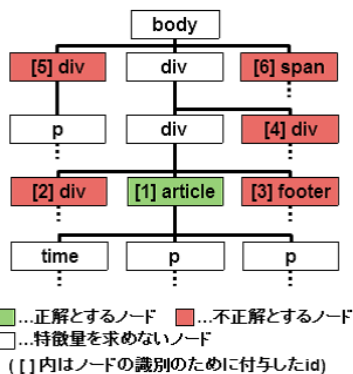 body
[5] div
div
[6] span
p
div
[4] div
[2] div
[1] article
[3] footer
time
p
p
...正解とするノード
...不正解とするノード
...特徴量を求めないノード
([ ]内はノードの識別のために付与したid)